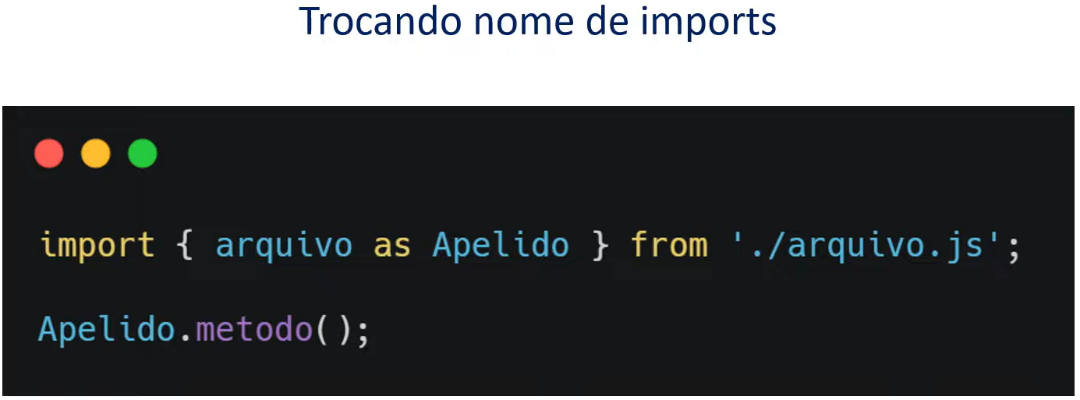 Trocando nome de imports
import { arquivo as Apelido } from './arquivo.js';
Apelido.metodo();